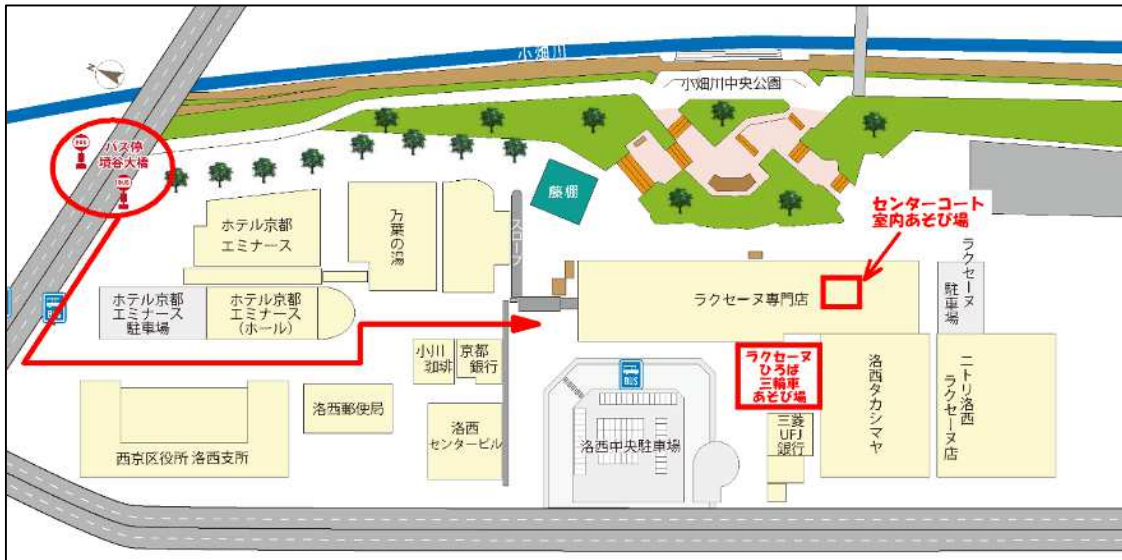 小畑川
小畑川中央公園
N
バス停
境谷大橋
BUS
BUS
藤棚
センターコート
室内あそび場
ホテル京都
エミナース
万葉の湯
スロープ
ラクセーヌ専門店
ラクセーヌ
駐車場
BUS
ホテル京都
エミナース
駐車場
ホテル京都
エミナース
(ホール)
小川
珈琲
京都
銀行
BUS
ラクセーヌ
ひろば
三輪車
あそび場
洛西タカシマヤ
ニトリ洛西
ラクセーヌ店
洛西郵便局
洛西
センタービル
洛西中央駐車場
三菱
UFJ
銀行
西京区役所 洛西支所